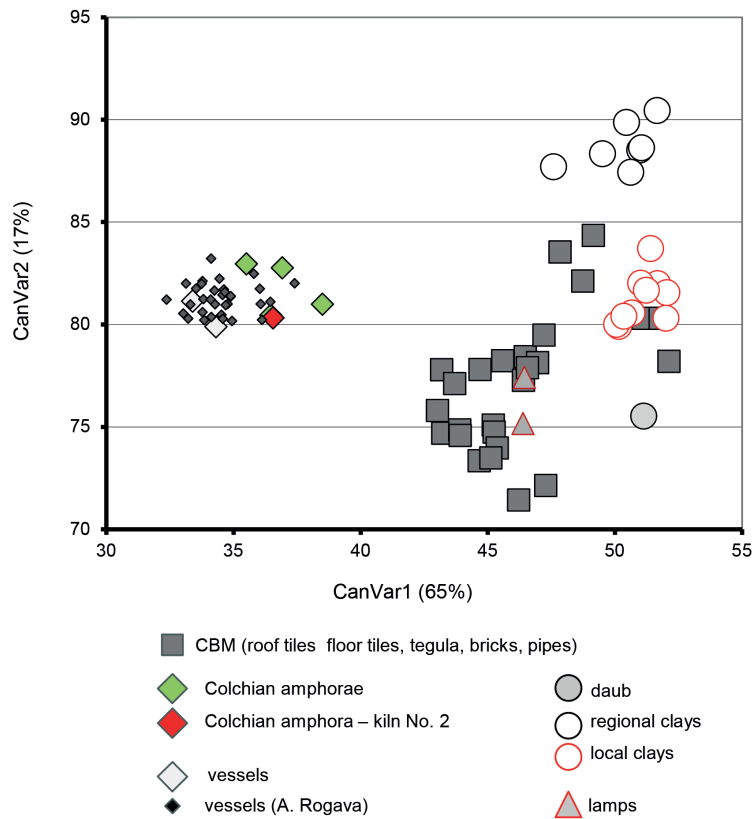 95
90
85
80
75
70
CanVar2 (17%)
30 35 40 45 50 55
CanVar1 (65%)
CBM (roof tiles floor tiles, tegula, bricks, pipes)
Colchian amphorae
Colchian amphora – kiln No. 2
vessels
vessels (A. Rogava)
daub
regional clays
local clays
lamps